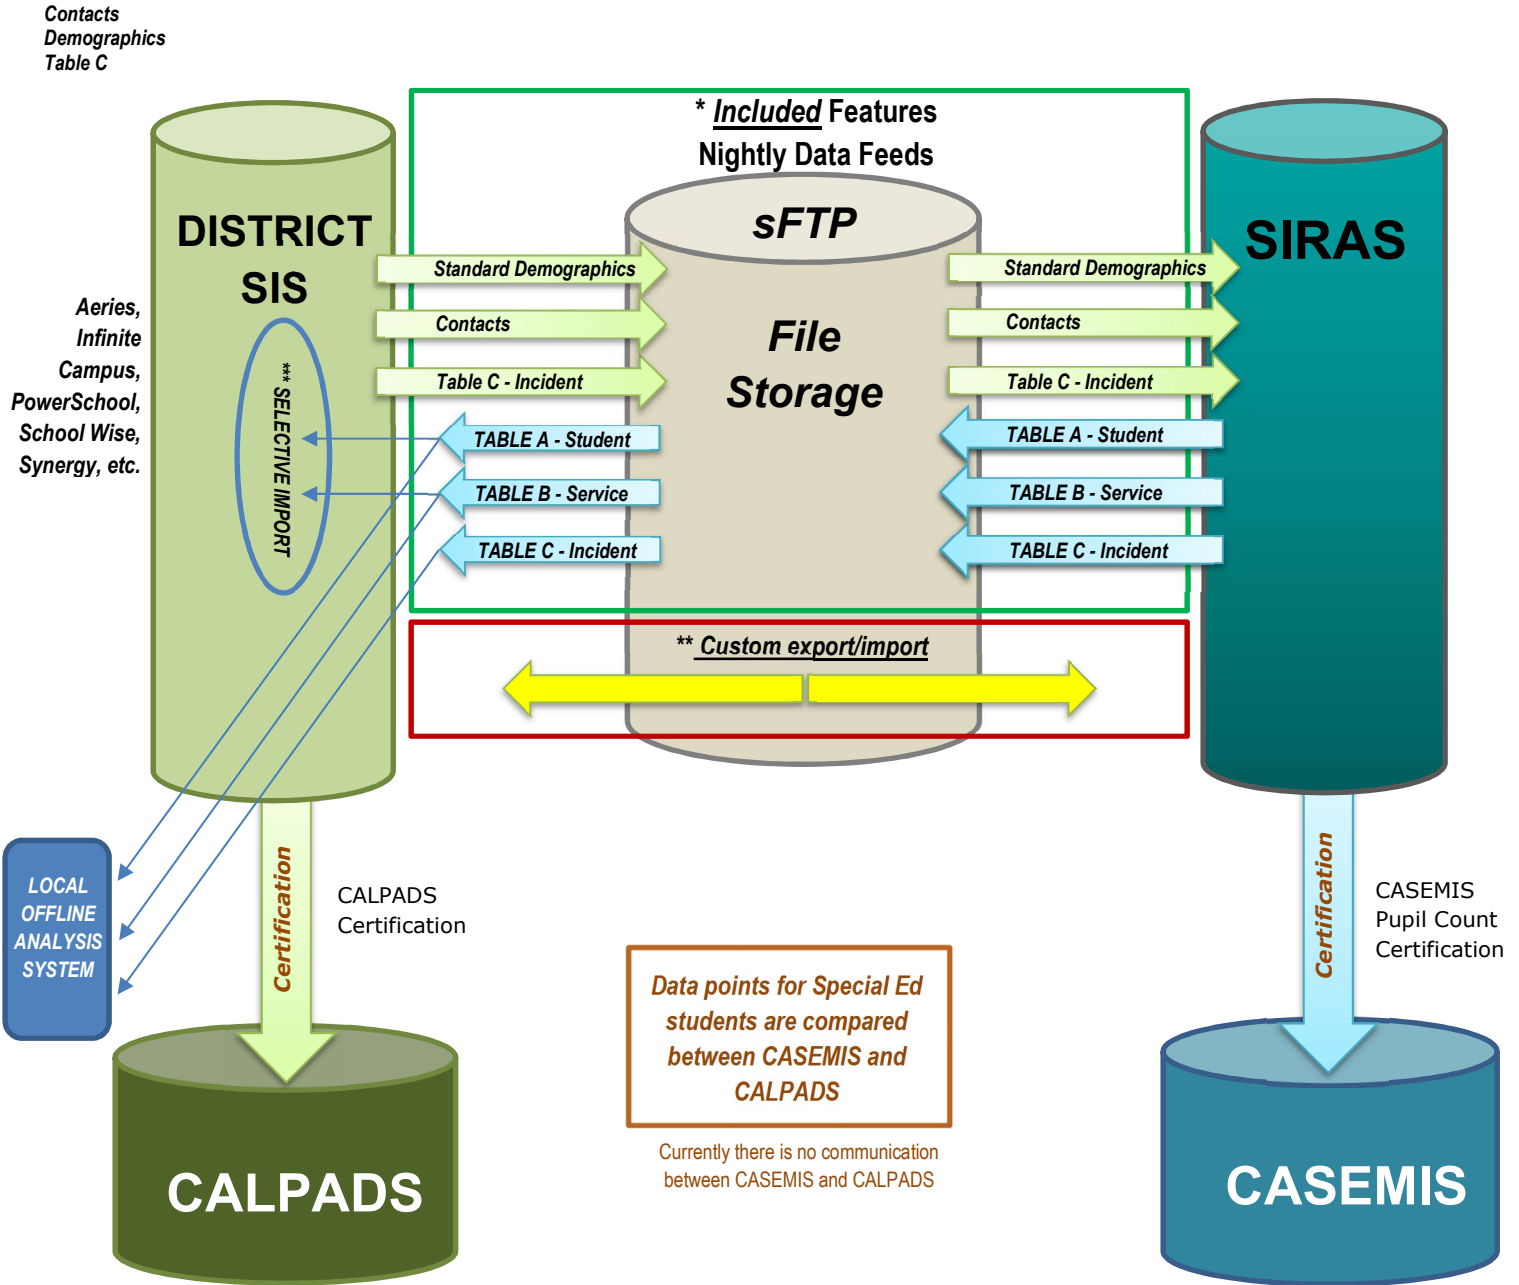 Contacts
Demographics
Table C
* Included Features
Nightly Data Feeds
DISTRICT
SIS
sFTP
File
Storage
SIRAS
Aeries,
Infinite
Campus,
PowerSchool,
School Wise,
Synergy, etc.
*** SELECTIVE IMPORT
Standard Demographics
Contacts
Table C - Incident
TABLE A - Student
TABLE B - Service
TABLE C - Incident
Standard Demographics
Contacts
Table C - Incident
TABLE A - Student
TABLE B - Service
TABLE C - Incident
** Custom export/import
LOCAL
OFFLINE
ANALYSIS
SYSTEM
Certification
CALPADS
Certification
Certification
CASEMIS
Pupil Count
Certification
Data points for Special Ed
students are compared
between CASEMIS and
CALPADS
Currently there is no communication
between CASEMIS and CALPADS
CALPADS
CASEMIS